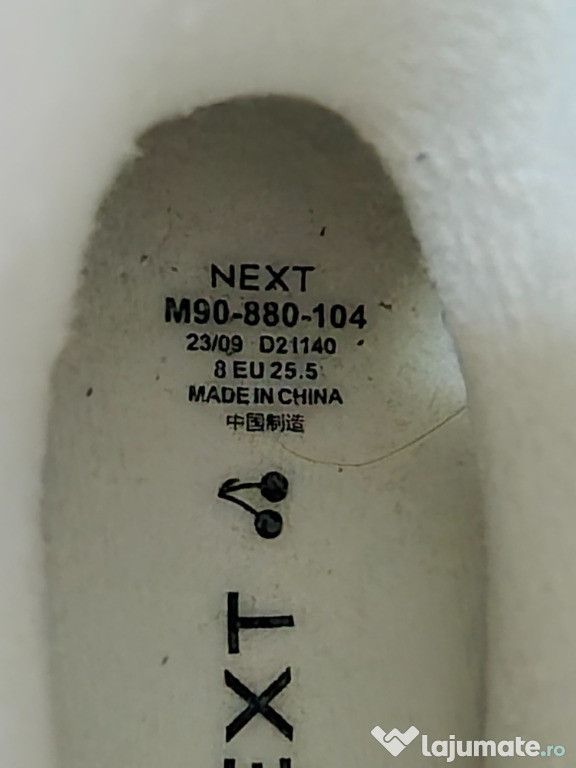 NEXT
M90-880-104
23/09 D21140
8 EU 25.5
MADE IN CHINA
中国制造
EXT
lajumate.ro